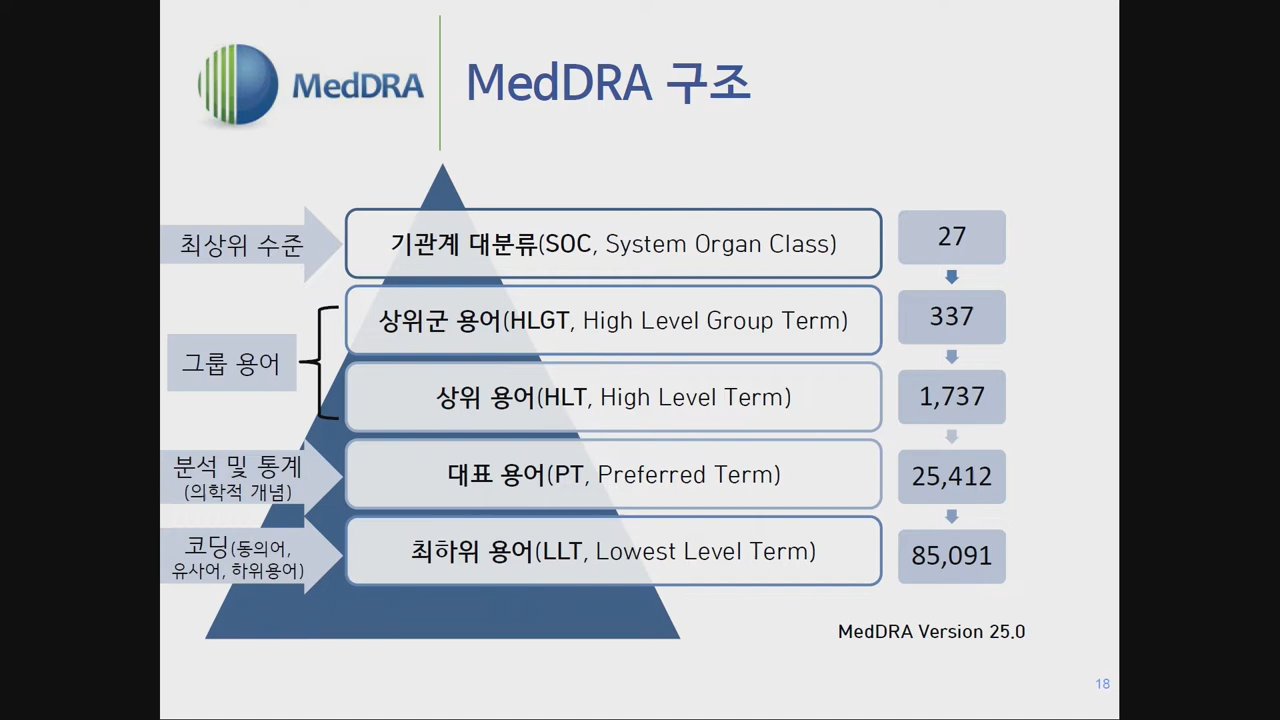 MedDRA
MedDRA 구조
최상위 수준
기관계 대분류(SOC, System Organ Class)
27
그룹 용어
상위군 용어(HLGT, High Level Group Term)
337
상위 용어(HLT, High Level Term)
1,737
분석 및 통계
(의학적 개념)
대표 용어(PT, Preferred Term)
25,412
코딩(동의어,
유사어, 하위용어)
최하위 용어(LLT, Lowest Level Term)
85,091
MedDRA Version 25.0
18